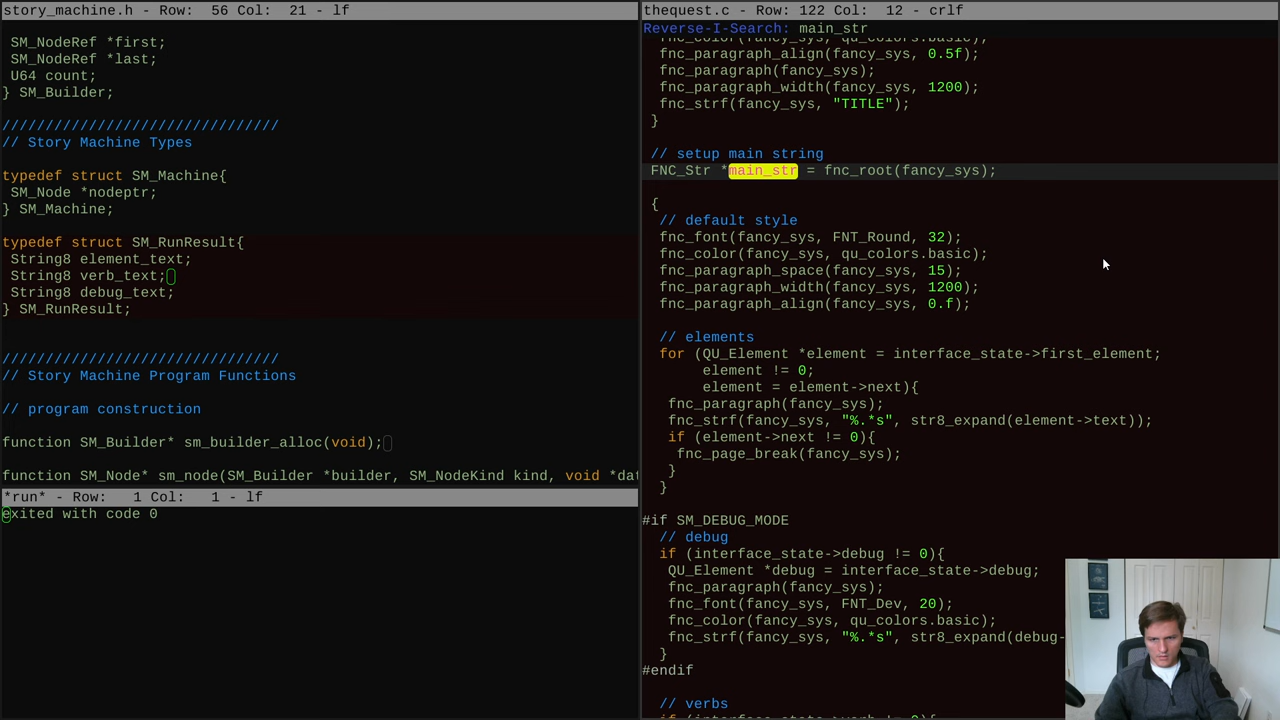 story_machine.h - Row:  56 Col:  21 - lf
SM_NodeRef *first;
SM_NodeRef *last;
U64 count;
} SM_Builder;
////////////////////////////////
// Story Machine Types
typedef struct SM_Machine{
SM_Node *nodeptr;
} SM_Machine;
typedef struct SM_RunResult{
String8 element_text;
String8 verb_text;
String8 debug_text;
} SM_RunResult;
////////////////////////////////
// Story Machine Program Functions
// program construction
function SM_Builder* sm_builder_alloc(void);
function SM_Node* sm_node(SM_Builder *builder, SM_NodeKind kind, void *dat
*run* - Row:   1 Col:   1 - lf
exited with code 0
thequest.c - Row: 122 Col:  12 - crlf
Reverse-I-Search: main_str
fnc_color(fancy_sys, qu_colors.basic);
fnc_paragraph_align(fancy_sys, 0.5f);
fnc_paragraph(fancy_sys);
fnc_paragraph_width(fancy_sys, 1200);
fnc_strf(fancy_sys, "TITLE");
}
// setup main string
FNC_Str *main_str = fnc_root(fancy_sys);
{
// default style
fnc_font(fancy_sys, FNT_Round, 32);
fnc_color(fancy_sys, qu_colors.basic);
fnc_paragraph_space(fancy_sys, 15);
fnc_paragraph_width(fancy_sys, 1200);
fnc_paragraph_align(fancy_sys, 0.f);
// elements
for (QU_Element *element = interface_state->first_element;
element != 0;
element = element->next){
fnc_paragraph(fancy_sys);
fnc_strf(fancy_sys, "%.*s", str8_expand(element->text));
if (element->next != 0){
fnc_page_break(fancy_sys);
}
}
#if SM_DEBUG_MODE
// debug
if (interface_state->debug != 0){
QU_Element *debug = interface_state->debug;
fnc_paragraph(fancy_sys);
fnc_font(fancy_sys, FNT_Dev, 20);
fnc_color(fancy_sys, qu_colors.basic);
fnc_strf(fancy_sys, "%.*s", str8_expand(debug-
}
#endif
// verbs
if (interface_state->verb != 0){